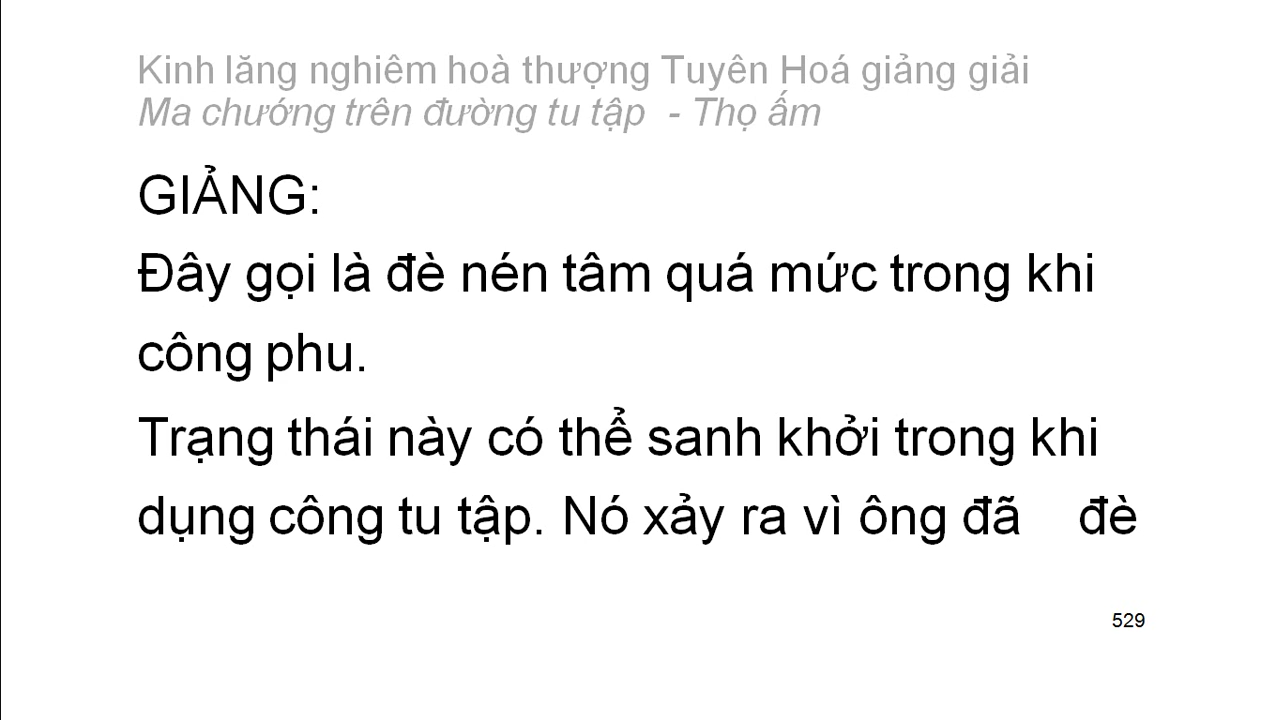 Kinh lăng nghiêm hoà thượng Tuyên Hoá giảng giải
Ma chướng trên đường tu tập - Thọ ấm
GIẢNG:
Đây gọi là đè nén tâm quá mức trong khi
công phu.
Trạng thái này có thể sanh khởi trong khi
dụng công tu tập. Nó xảy ra vì ông đã đè
529